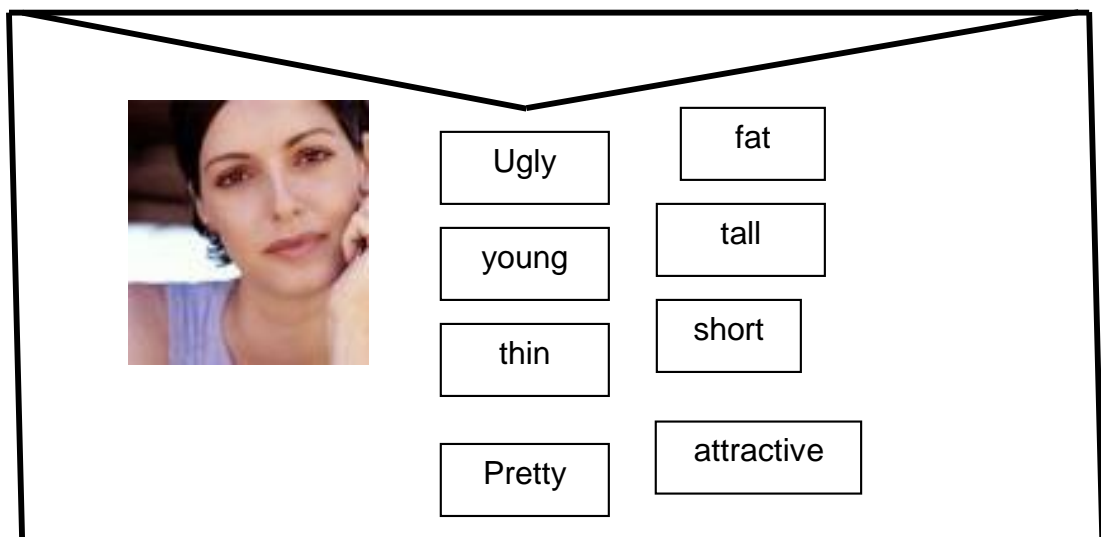 Ugly
fat
young
tall
thin
short
Pretty
attractive